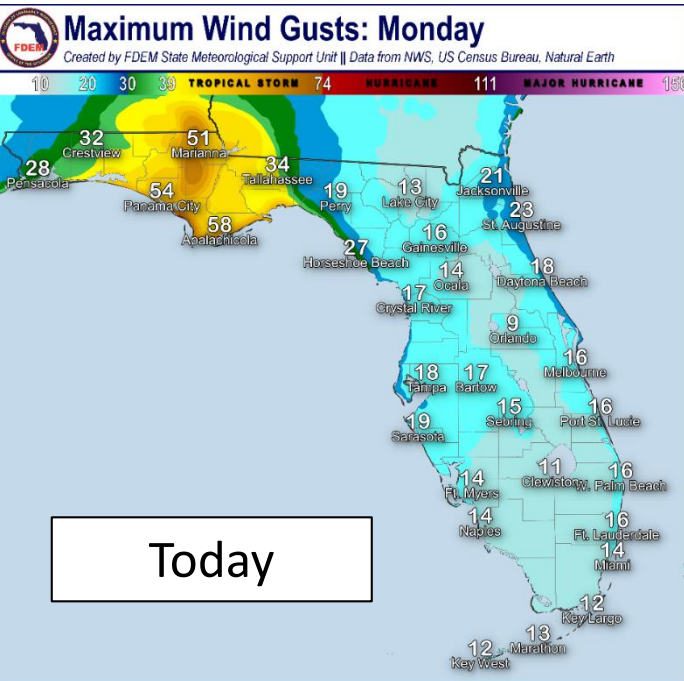 FDEM
Maximum Wind Gusts: Monday
Created by FDEM State Meteorological Support Unit || Data from NWS, US Census Bureau, Natural Earth
10 20 30 39 TROPICAL STORM 74 HURRICANE 111 MAJOR HURRICANE 156
32
Crestview
51
Marianna
28
Pensacola
34
Tallahassee
54
Panama City
58
Apalachicola
19
Perry
13
Lake City
21
Jacksonville
23
St. Augustine
16
Gainesville
27
Horseshoe Beach
14
Ocala
18
Daytona Beach
17
Crystal River
9
Orlando
16
Melbourne
18
Tampa
17
Bartow
15
Sebring
16
Port St. Lucie
19
Sarasota
11
Clewiston
16
W. Palm Beach
14
Ft. Myers
14
Naples
16
Ft. Lauderdale
14
Miami
Today
12
Key Largo
13
Marathon
12
Key West